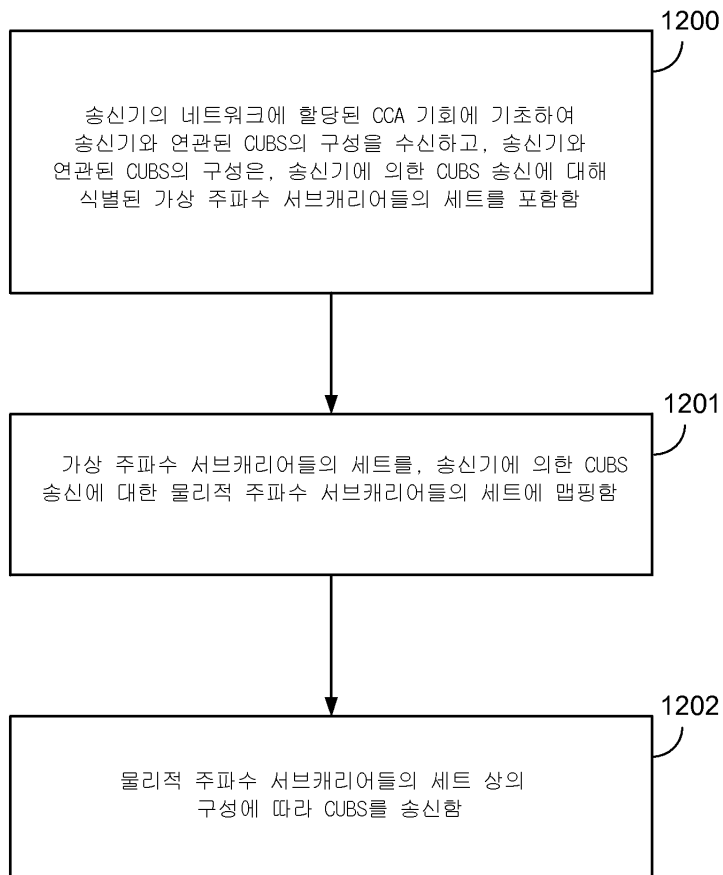 1200
송신기의 네트워크에 할당된 CCA 기회에 기초하여
송신기와 연관된 CUBS의 구성을 수신하고, 송신기와
연관된 CUBS의 구성은, 송신기에 의한 CUBS 송신에 대해
식별된 가상 주파수 서브캐리어들의 세트를 포함함
1201
가상 주파수 서브캐리어들의 세트를, 송신기에 의한 CUBS
송신에 대한 물리적 주파수 서브캐리어들의 세트에 맵핑함
1202
물리적 주파수 서브캐리어들의 세트 상의
구성에 따라 CUBS를 송신함